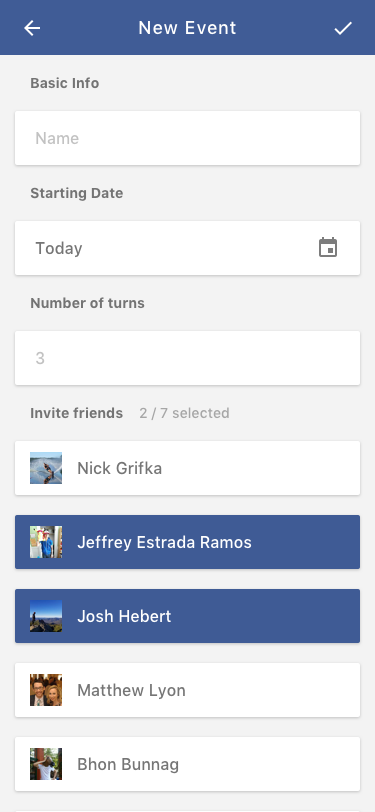 New Event
Basic Info
Name
Starting Date
Today
Number of turns
3
Invite friends 2 / 7 selected
Nick Grifka
Jeffrey Estrada Ramos
Josh Hebert
Matthew Lyon
Bhon Bunnag